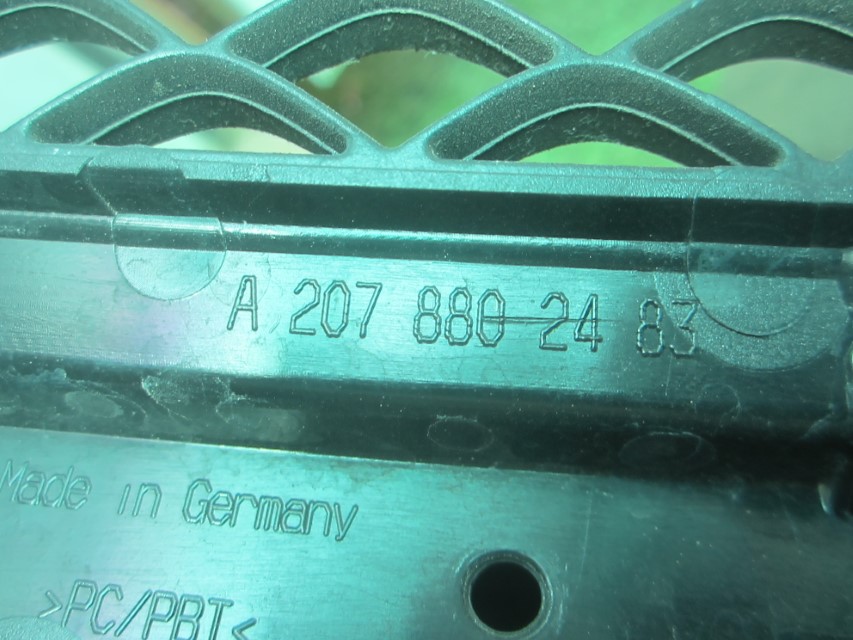 A 207 880 24 83
Made in Germany
>PC/PBT<